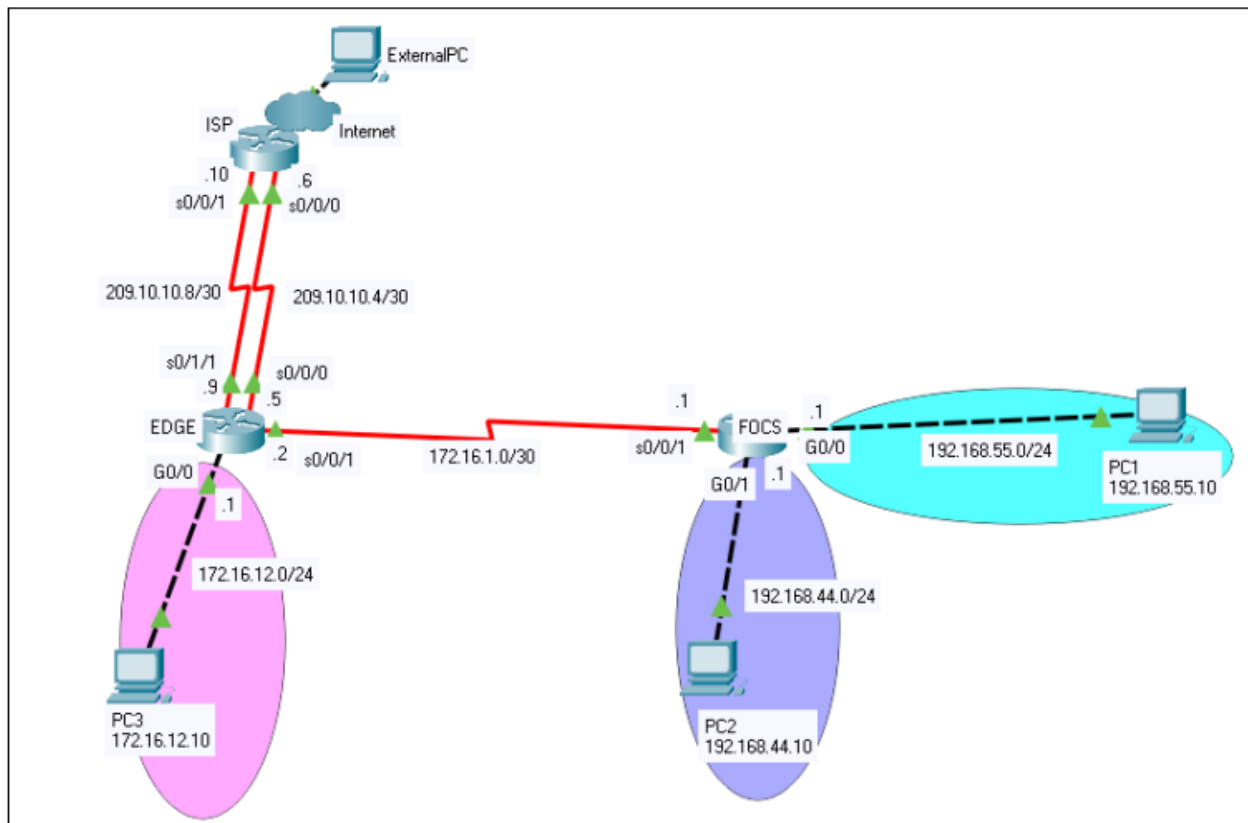 ExternalPC
ISP
Internet
.10
.6
s0/0/1
s0/0/0
209.10.10.8/30
209.10.10.4/30
s0/1/1
s0/0/0
.9
.5
EDGE
.2
s0/0/1
172.16.1.0/30
.1
s0/0/1
FOCS
.1
G0/0
192.168.55.0/24
PC1
192.168.55.10
G0/0
.1
G0/1
.1
172.16.12.0/24
192.168.44.0/24
PC3
172.16.12.10
PC2
192.168.44.10